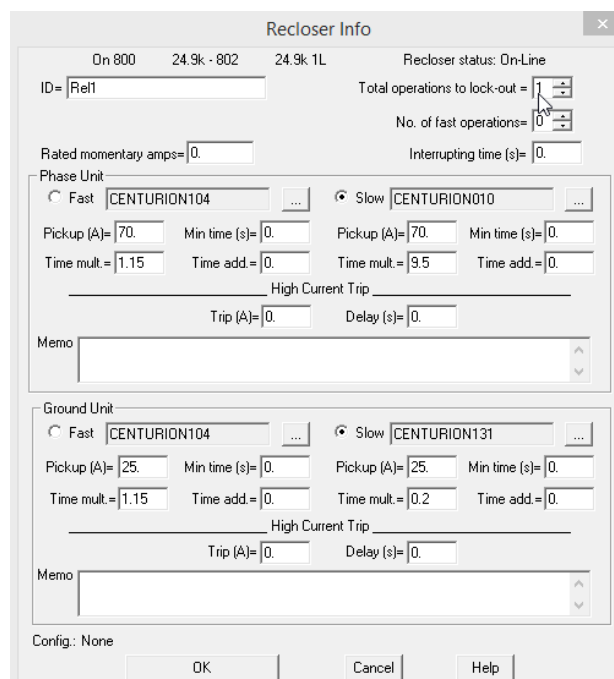 Recloser Info
×
On 800 24.9k - 802 24.9k 1L Recloser status: On-Line
ID= Rel1 Total operations to lock-out = 1
No. of fast operations= 0
Rated momentary amps= 0. Interrupting time (s)= 0.
Phase Unit
Fast CENTURION104 ... Slow CENTURION010 ...
Pickup (A)= 70. Min time (s)= 0. Pickup (A)= 70. Min time (s)= 0.
Time mult.= 1.15 Time add.= 0. Time mult.= 9.5 Time add.= 0.
High Current Trip
Trip (A)= 0. Delay (s)= 0.
Memo
Ground Unit
Fast CENTURION104 ... Slow CENTURION131 ...
Pickup (A)= 25. Min time (s)= 0. Pickup (A)= 25. Min time (s)= 0.
Time mult.= 1.15 Time add.= 0. Time mult.= 0.2 Time add.= 0.
High Current Trip
Trip (A)= 0. Delay (s)= 0.
Memo
Config.: None
OK Cancel Help